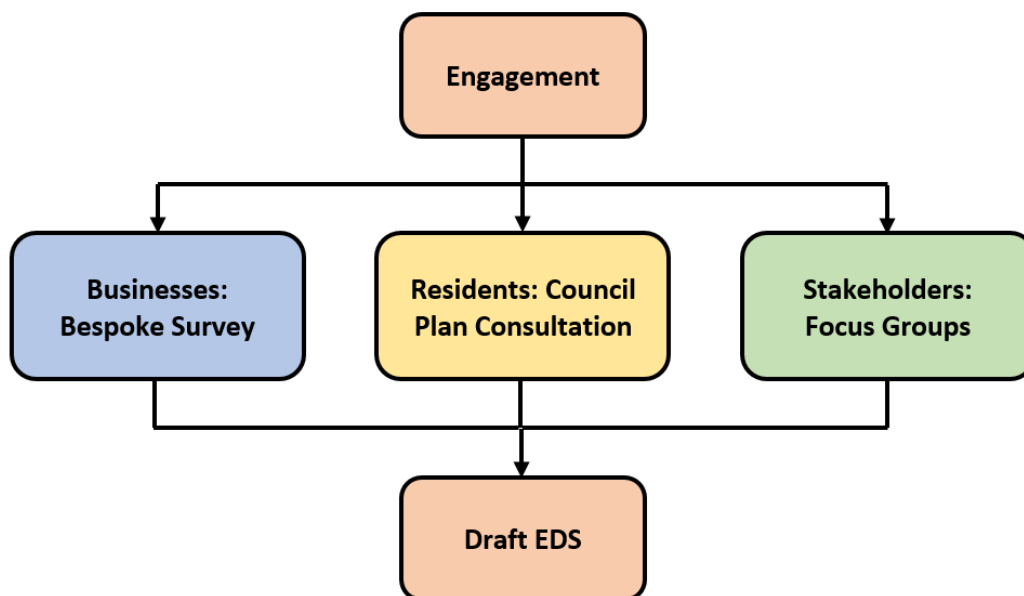 Engagement
Businesses:
Bespoke Survey
Residents: Council
Plan Consultation
Stakeholders:
Focus Groups
Draft EDS